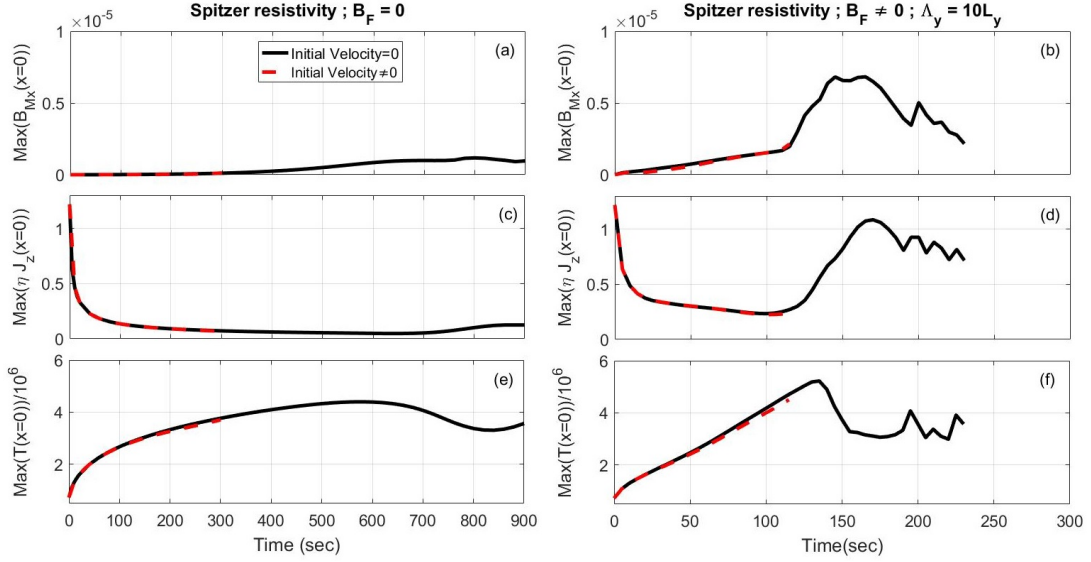 Spitzer resistivity ; B_F = 0
×10^-5
Max(B_Mx(x=0))
1
0.5
0
(a)
Initial Velocity=0
Initial Velocity≠0
Spitzer resistivity ; B_F ≠ 0 ; Λ_y = 10L_y
×10^-5
Max(B_Mx(x=0))
1
0.5
0
(b)
Max(η J_z(x=0))
1
0.5
0
(c)
Max(η J_z(x=0))
1
0.5
0
(d)
Max(T(x=0))/10^6
6
4
2
(e)
0 100 200 300 400 500 600 700 800 900
Time (sec)
Max(T(x=0))/10^6
6
4
2
(f)
0 50 100 150 200 250 300
Time(sec)